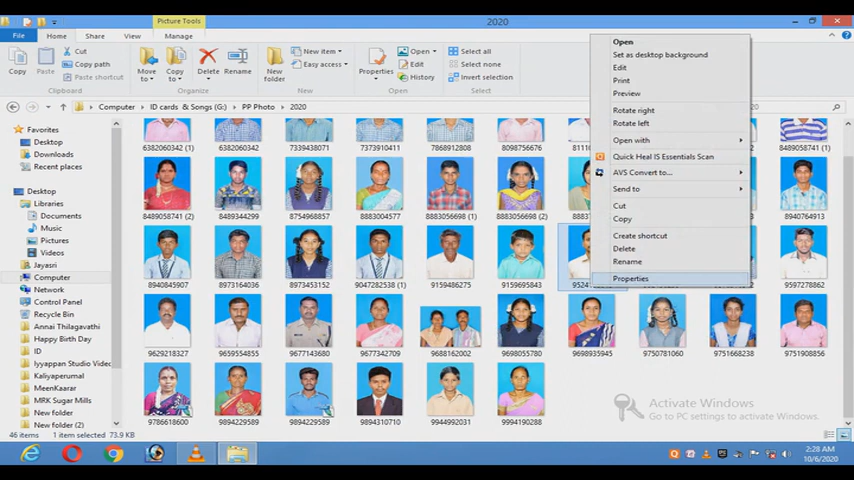 Picture Tools
2020
File
Home
Share
View
Manage
Copy
Paste
Cut
Copy path
Paste shortcut
Clipboard
Move to
Copy to
Delete
Rename
Organize
New folder
New item
Easy access
New
Properties
Open
Edit
History
Open
Select all
Select none
Invert selection
Select
Computer
ID cards & Songs (G:)
PP Photo
2020
Favorites
Desktop
Downloads
Recent places
Desktop
Libraries
Documents
Music
Pictures
Videos
Jayasri
Computer
Network
Control Panel
Recycle Bin
Annai Thilagavathi
Happy Birth Day
ID
Iyyappan Studio Video
Kaliyaperumal
MeenKaarar
MRK Sugar Mills
New folder
New folder (2)
6382060342 (1)
7339438071
7373910411
7868912808
8098756676
8489058741 (1)
8489058741 (2)
8489344299
8754968857
8883004577
8883056698 (1)
8883056698 (2)
8940764913
8940845907
8973164036
8973453152
9047282538 (1)
9080549116
9159695843
9597278862
9629218327
9659554855
9677143680
9677342709
9688162002
9698055780
9698935945
9750781060
9751668238
9751908856
9786618600
9894229589
9894229589
9894310710
9944992031
9994190288
Open
Set as desktop background
Edit
Print
Preview
Rotate right
Rotate left
Open with
Quick Heal IS Essentials Scan
AVS Convert to...
Send to
Cut
Copy
Create shortcut
Delete
Rename
Properties
Activate Windows
Go to PC settings to activate Windows.
46 items
1 item selected 73.9 KB
2:28 AM
10/6/2020